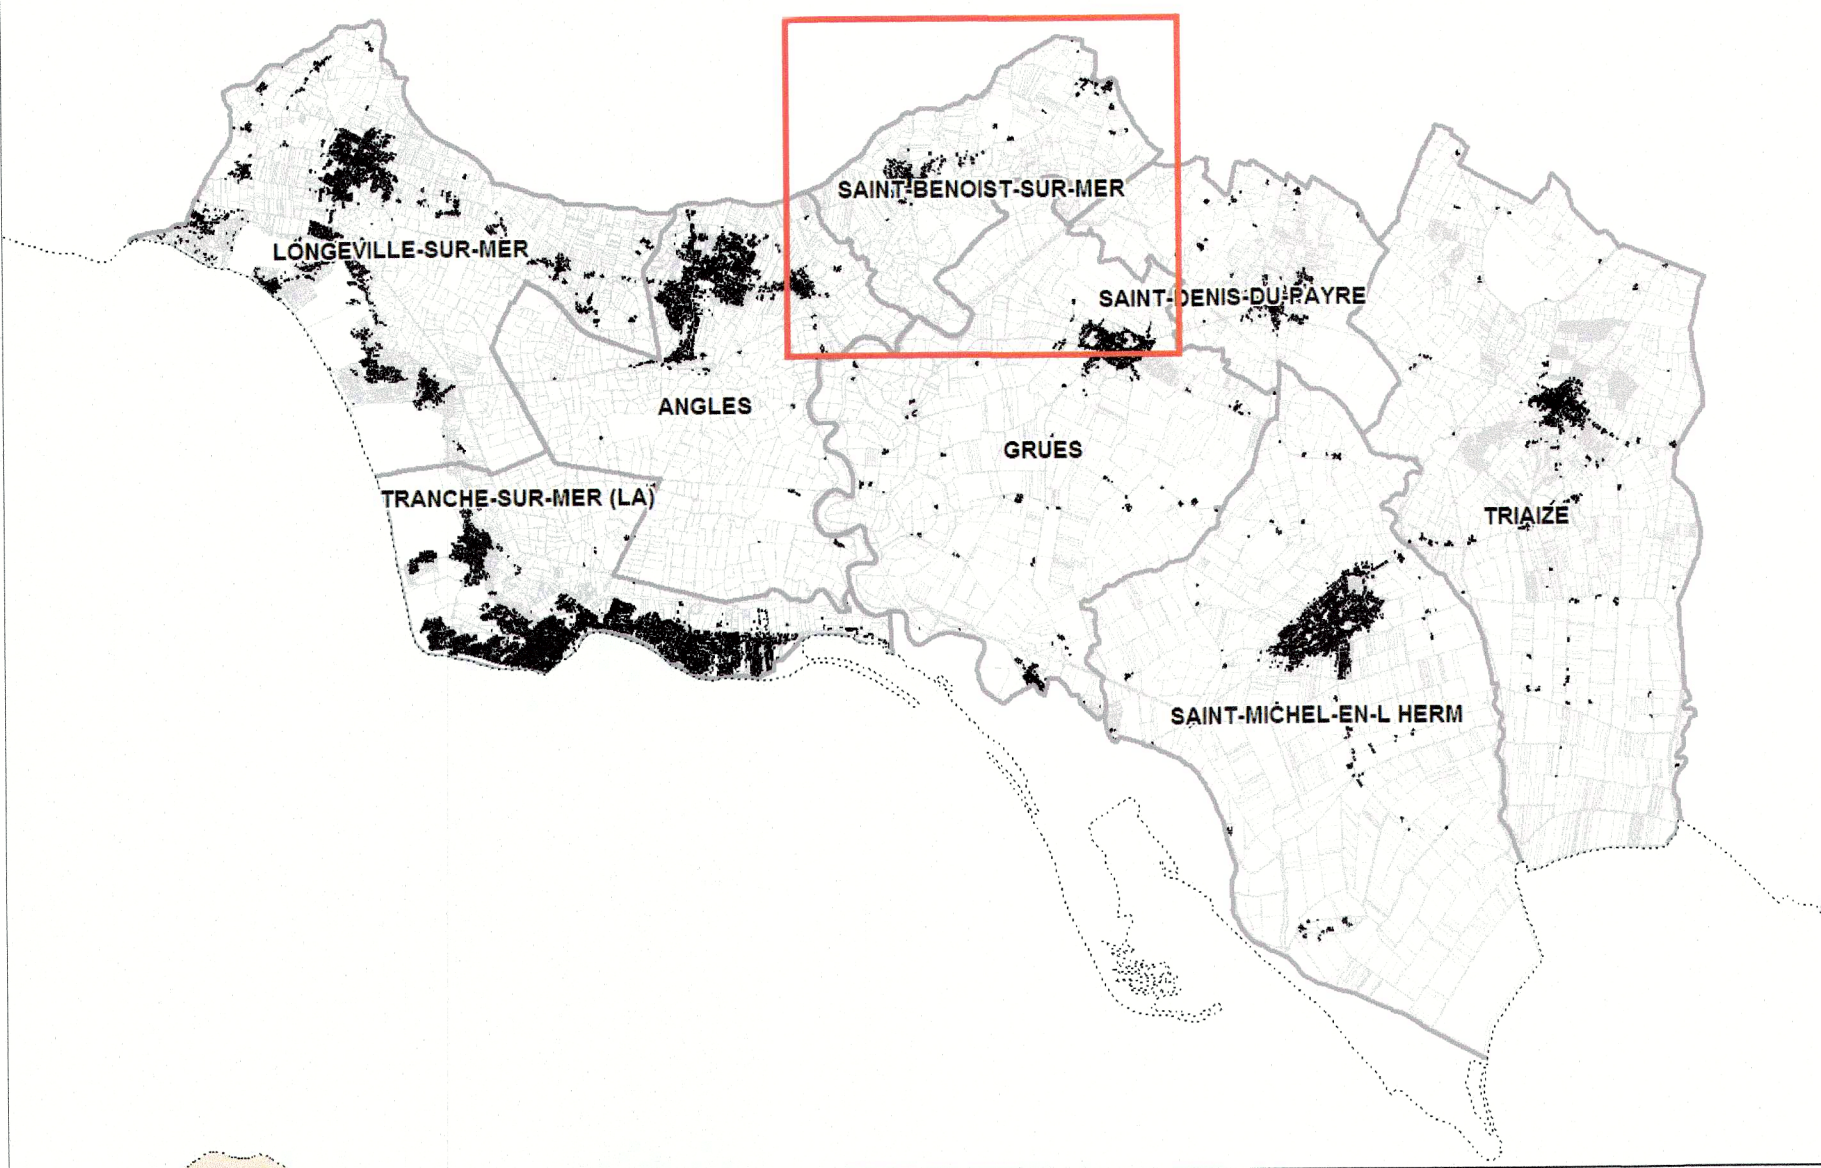 SAINT-BENOIST-SUR-MER
LONGEVILLE-SUR-MER
SAINT-DENIS-DU-PAYRE
ANGLES
GRUES
TRANCHE-SUR-MER (LA)
TRIAIZE
SAINT-MICHEL-EN-L HERM